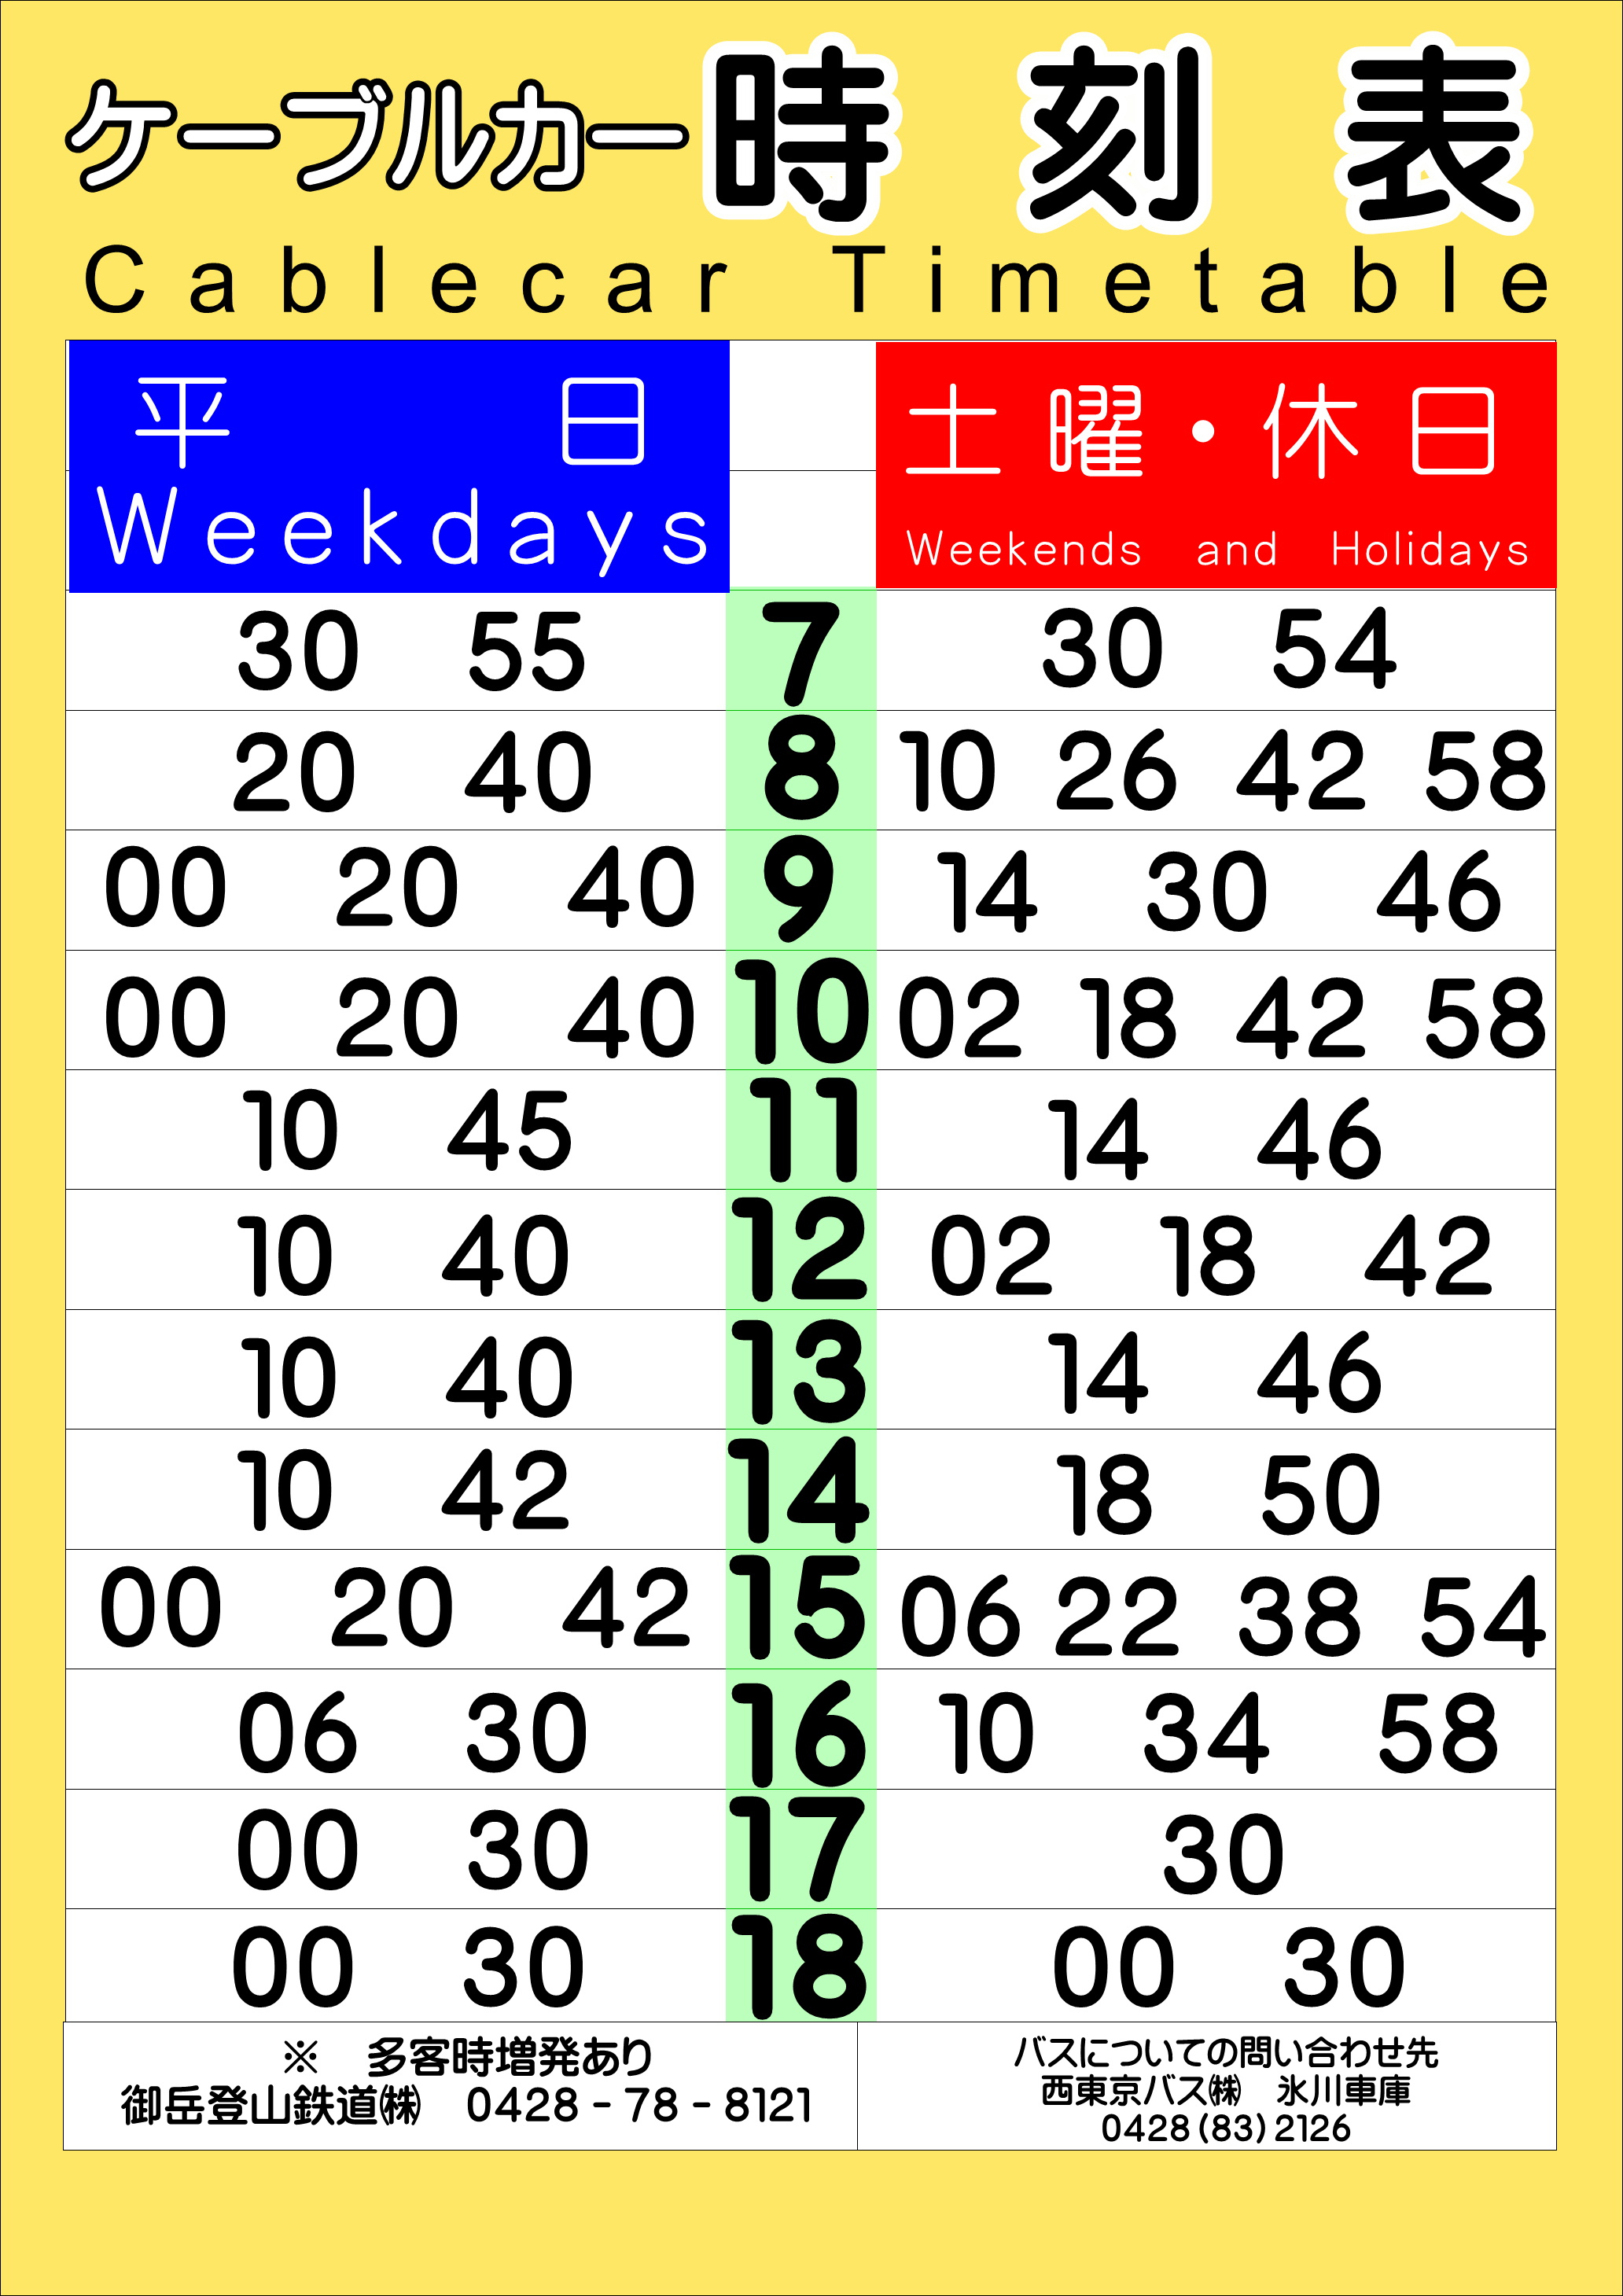 ケーブルカー時刻表
Cablecar Timetable
平日 土曜・休日
Weekdays Weekends and Holidays
30 55 7 30 54
20 40 8 10 26 42 58
00 20 40 9 14 30 46
00 20 40 10 02 18 42 58
10 45 11 14 46
10 40 12 02 18 42
10 40 13 14 46
10 42 14 18 50
00 20 42 15 06 22 38 54
06 30 16 10 34 58
00 30 17 30
00 30 18 00 30
※ 多客時増発あり
御岳登山鉄道㈱ 0428-78-8121
バスについての問い合わせ先
西東京バス㈱ 氷川車庫
0428(83)2126